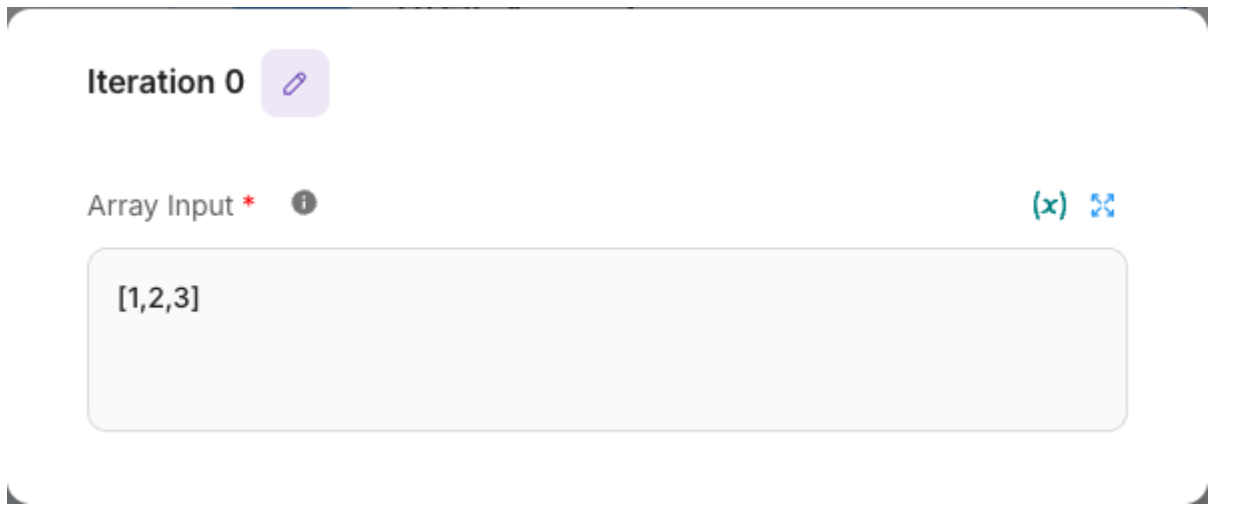 Iteration 0
Array Input *
(x)
[1,2,3]